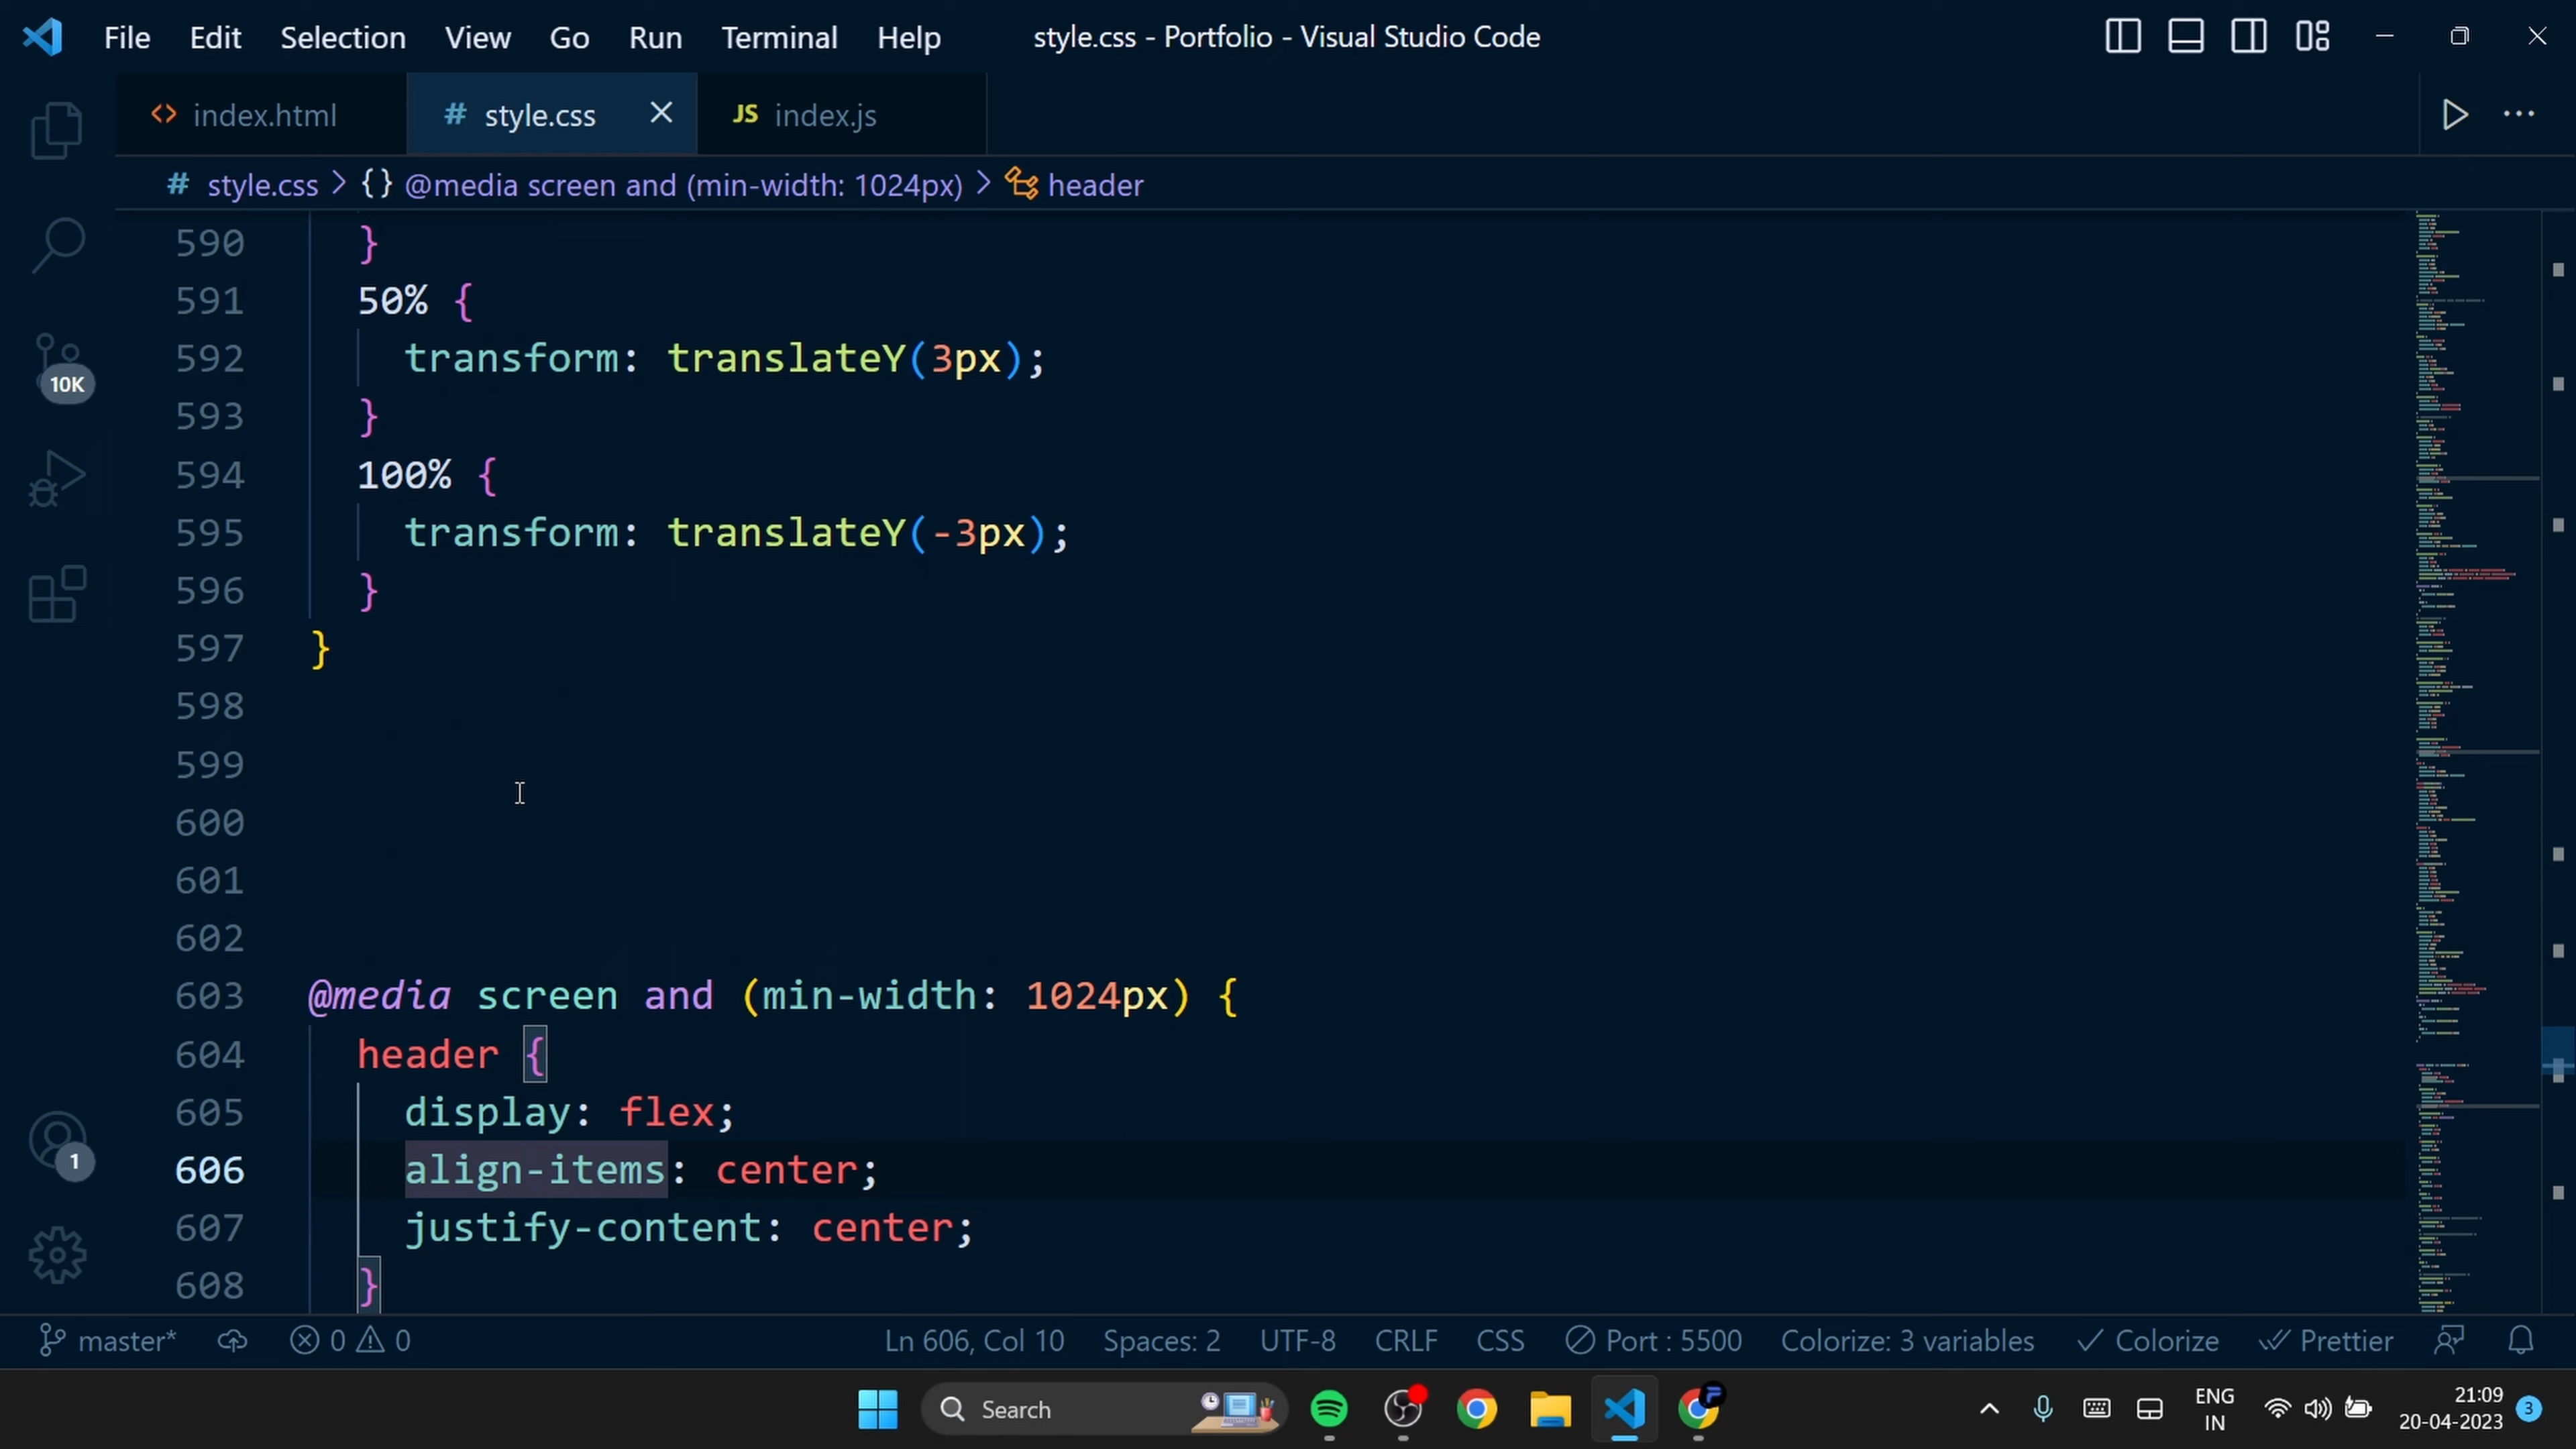 File Edit Selection View Go Run Terminal Help style.css - Portfolio - Visual Studio Code
<> index.html # style.css JS index.js
# style.css > {} @media screen and (min-width: 1024px) > header
590 }
591 50% {
592 transform: translateY(3px);
593 }
594 100% {
595 transform: translateY(-3px);
596 }
597 }
598
599
600
601
602
603 @media screen and (min-width: 1024px) {
604 header {
605 display: flex;
606 align-items: center;
607 justify-content: center;
608 }
10K
1
master* 0 0 Ln 606, Col 10 Spaces: 2 UTF-8 CRLF CSS Port : 5500 Colorize: 3 variables Colorize Prettier
Search
ENG
IN
21:09
20-04-2023
3